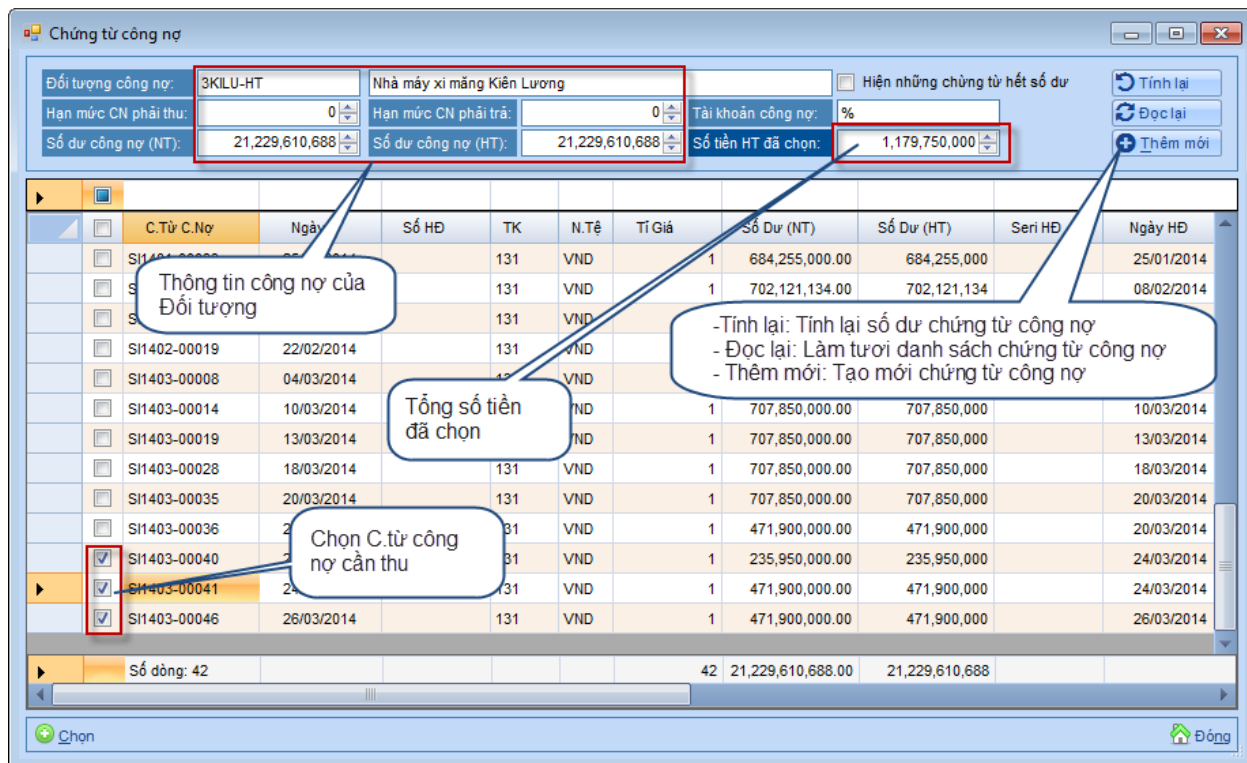 Chứng từ công nợ
Đối tượng công nợ: 3KILU-HT Nhà máy xi măng Kiên Lương Hiện những chừng từ hết số dư Tính lại
Hạn mức CN phải thu: 0 Hạn mức CN phải trả: 0 Tài khoản công nợ: % Đọc lại
Số dư công nợ (NT): 21,229,610,688 Số dư công nợ (HT): 21,229,610,688 Số tiền HT đã chọn: 1,179,750,000 Thêm mới
C.Từ C.Nợ Ngày Số HĐ TK N.Tệ Tỉ Giá Số Dư (NT) Số Dư (HT) Seri HĐ Ngày HĐ
131 VND 1 684,255,000.00 684,255,000 25/01/2014
131 VND 1 702,121,134.00 702,121,134 08/02/2014
131 VND
SI1402-00019 22/02/2014 131 VND
SI1403-00008 04/03/2014 VND
SI1403-00014 10/03/2014 VND 1 707,850,000.00 707,850,000 10/03/2014
SI1403-00019 13/03/2014 VND 1 707,850,000.00 707,850,000 13/03/2014
SI1403-00028 18/03/2014 131 VND 1 707,850,000.00 707,850,000 18/03/2014
SI1403-00035 20/03/2014 131 VND 1 707,850,000.00 707,850,000 20/03/2014
SI1403-00036 VND 1 471,900,000.00 471,900,000 20/03/2014
SI1403-00040 VND 1 235,950,000.00 235,950,000 24/03/2014
SI1403-00041 VND 1 471,900,000.00 471,900,000 24/03/2014
SI1403-00046 26/03/2014 131 VND 1 471,900,000.00 471,900,000 26/03/2014
Số dòng: 42 42 21,229,610,688.00 21,229,610,688
Chọn Đóng
Thông tin công nợ của
Đối tượng
-Tính lại: Tính lại số dư chứng từ công nợ
- Đọc lại: Làm tươi danh sách chứng từ công nợ
- Thêm mới: Tạo mới chứng từ công nợ
Tổng số tiền
đã chọn
Chọn C.từ công
nợ cần thu